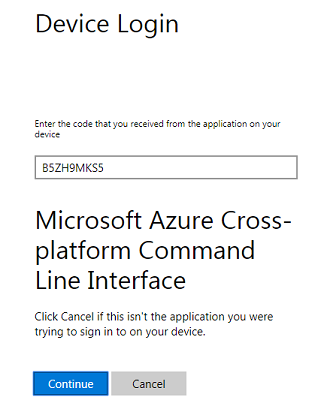 Device Login
Enter the code that you received from the application on your
device
B5ZH9MKS5
Microsoft Azure Cross-
platform Command
Line Interface
Click Cancel if this isn't the application you were
trying to sign in to on your device.
Continue Cancel